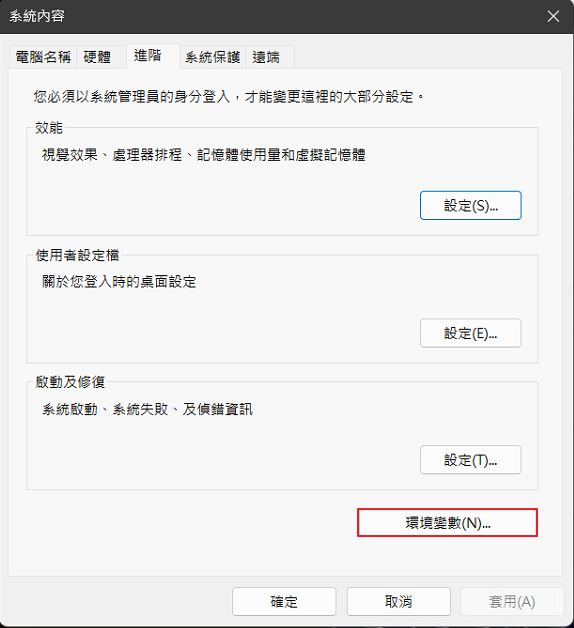 系統內容
電腦名稱 硬體 進階 系統保護 遠端
您必須以系統管理員的身分登入，才能變更這裡的大部分設定。
效能
視覺效果、處理器排程、記憶體使用量和虛擬記憶體
設定(S)...
使用者設定檔
關於您登入時的桌面設定
設定(E)...
啟動及修復
系統啟動、系統失敗、及偵錯資訊
設定(T)...
環境變數(N)...
確定 取消 套用(A)